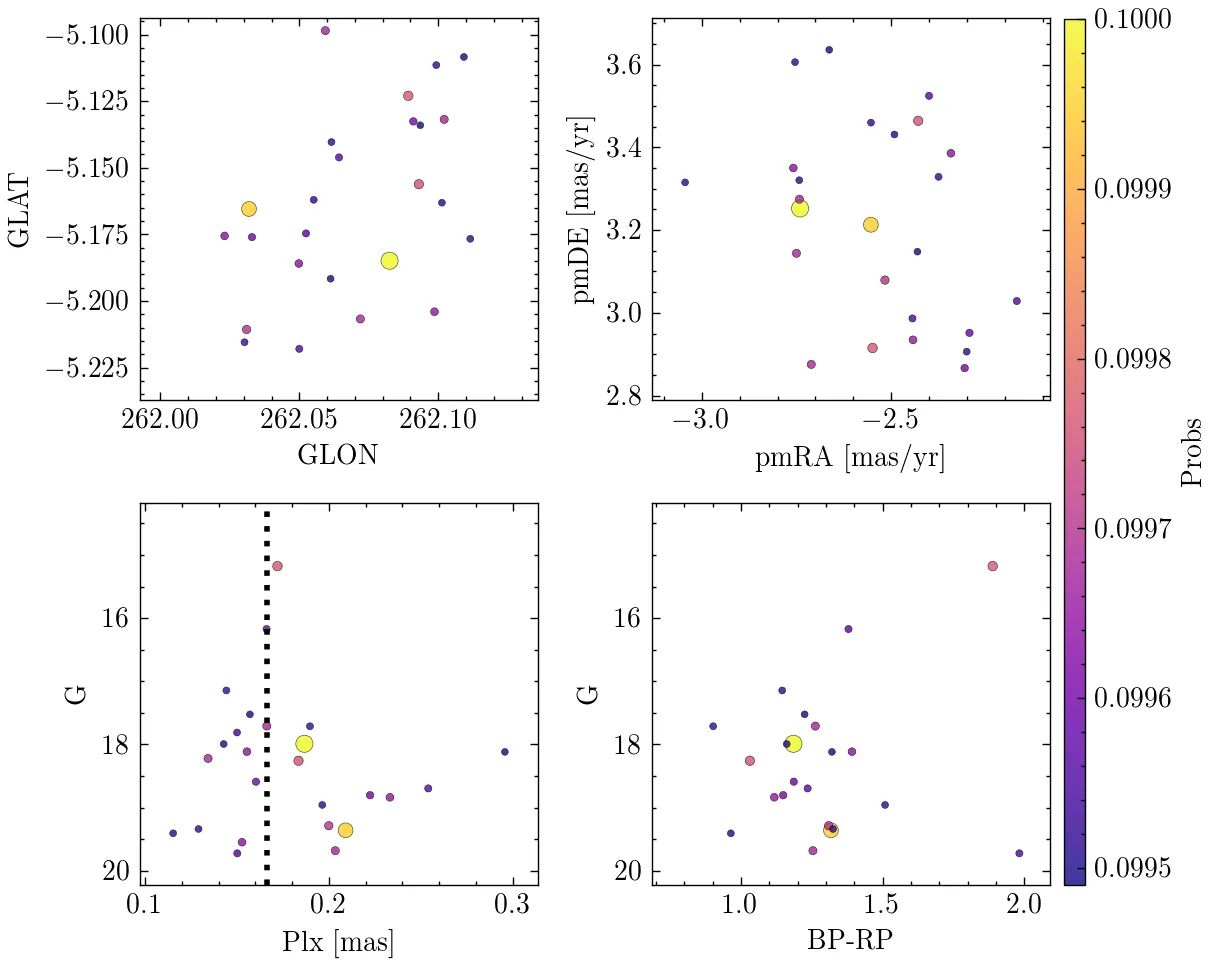 −5.100
−5.125
−5.150
−5.175
−5.200
−5.225
GLAT
262.00 262.05 262.10
GLON
3.6
3.4
3.2
3.0
2.8
pmDE [mas/yr]
−3.0 −2.5
pmRA [mas/yr]
16
18
20
G
0.1 0.2 0.3
Plx [mas]
16
18
20
G
1.0 1.5 2.0
BP-RP
0.1000
0.0999
0.0998
0.0997
0.0996
0.0995
Probs